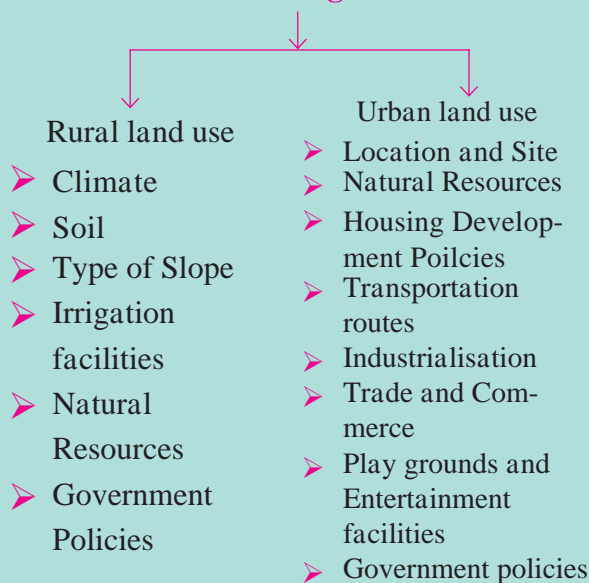 Rural land use
➢ Climate
➢ Soil
➢ Type of Slope
➢ Irrigation
facilities
➢ Natural
Resources
➢ Government
Policies
Urban land use
➢ Location and Site
➢ Natural Resources
➢ Housing Develop-
ment Poilcies
➢ Transportation
routes
➢ Industrialisation
➢ Trade and Com-
merce
➢ Play grounds and
Entertainment
facilities
➢ Government policies